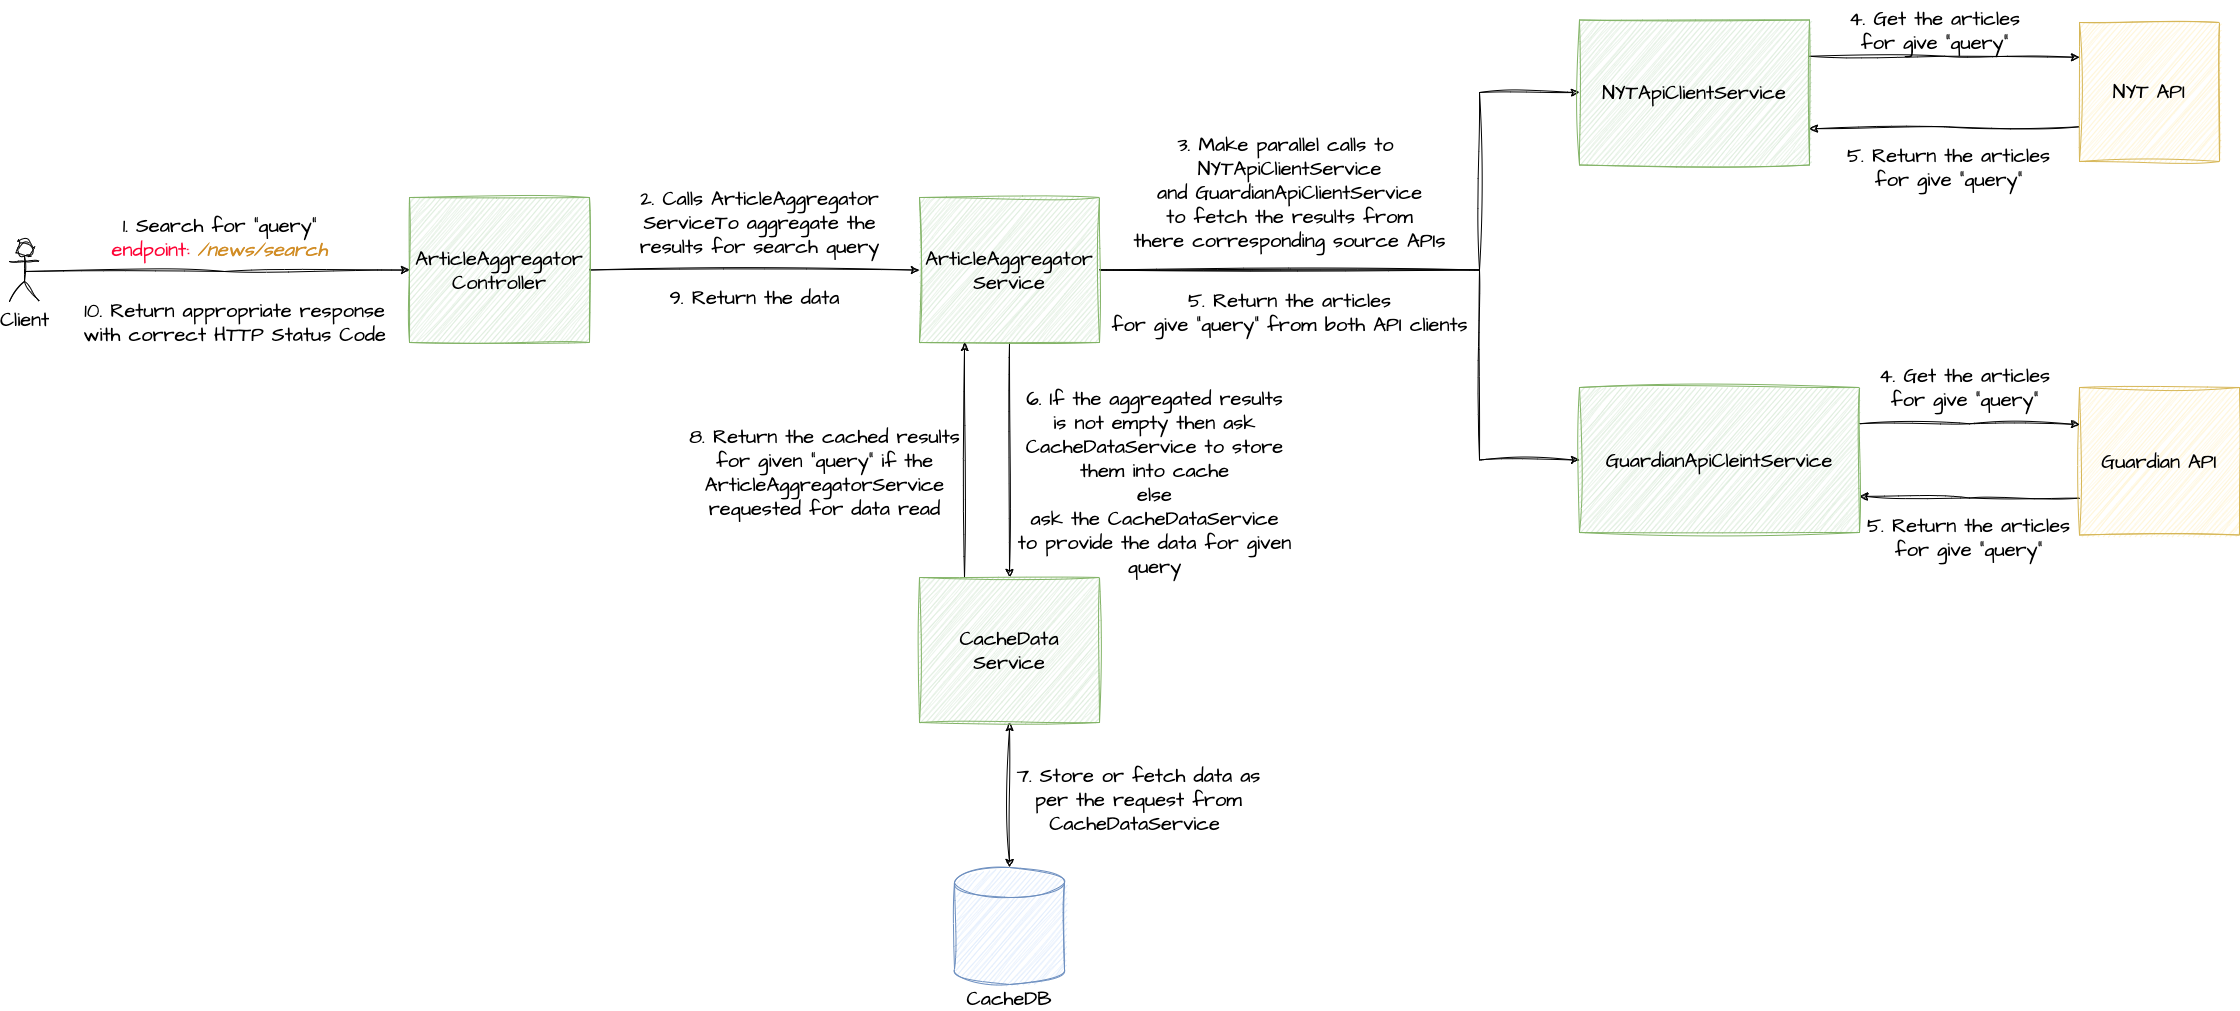 4. Get the articles
for give "query"
NYTApiClientService
NYT API
5. Return the articles
for give "query"
3. Make parallel calls to
NYTApiClientService
and GuardianApiClientService
to fetch the results from
there corresponding source APIs
2. Calls ArticleAggregator
ServiceTo aggregate the
results for search query
1. Search for "query"
endpoint: /news/search
ArticleAggregator
Controller
ArticleAggregator
Service
Client
10. Return appropriate response
with correct HTTP Status Code
9. Return the data
5. Return the articles
for give "query" from both API clients
4. Get the articles
for give "query"
GuardianApiCleintService
Guardian API
5. Return the articles
for give "query"
8. Return the cached results
for given "query" if the
ArticleAggregatorService
requested for data read
6. If the aggregated results
is not empty then ask
CacheDataService to store
them into cache
else
ask the CacheDataService
to provide the data for given
query
CacheData
Service
7. Store or fetch data as
per the request from
CacheDataService
CacheDB